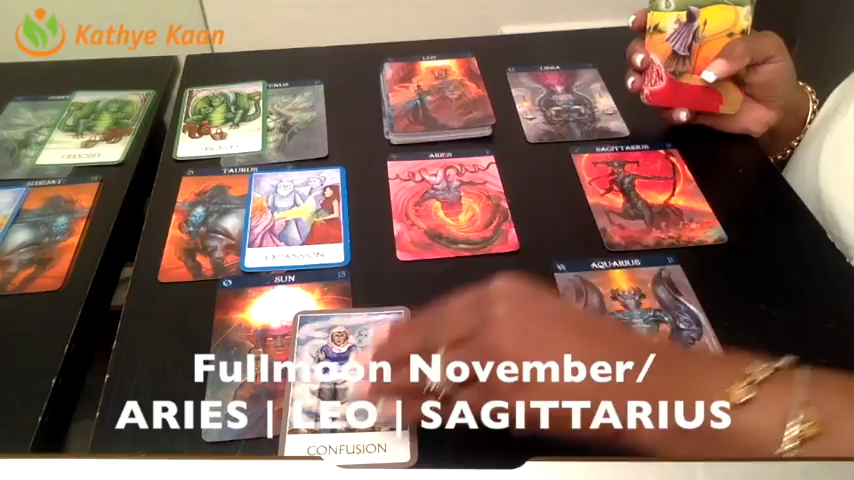 Kathye Kaan
LEO
LIBRA
ARIES
SAGITTARIUS
TAURUS
EXPANSION
SUN
AQUARIUS
CONFUSION
Fullmoon November/
ARIES | LEO | SAGITTARIUS